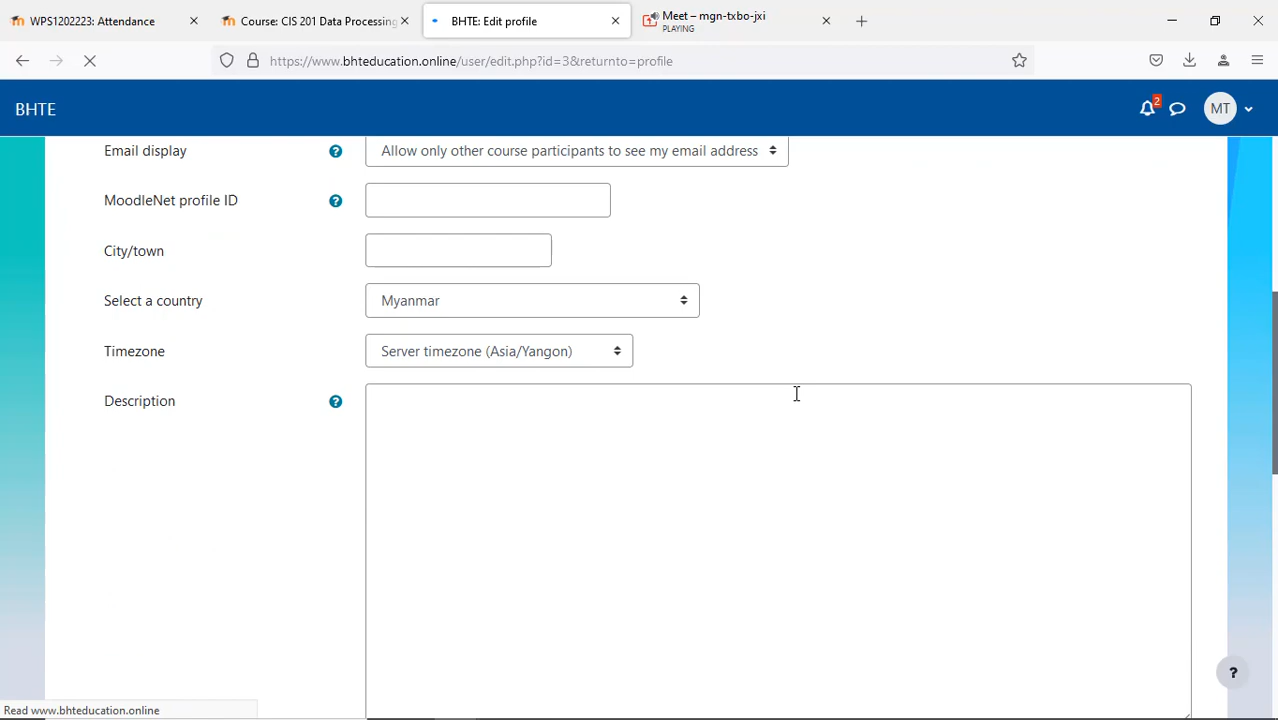 WPS1202223: Attendance
Course: CIS 201 Data Processing
BHTE: Edit profile
Meet – mgn-txbo-jxi
PLAYING
https://www.bhteducation.online/user/edit.php?id=3&returnto=profile
BHTE
2
MT
Email display
Allow only other course participants to see my email address
MoodleNet profile ID
City/town
Select a country
Myanmar
Timezone
Server timezone (Asia/Yangon)
Description
Read www.bhteducation.online